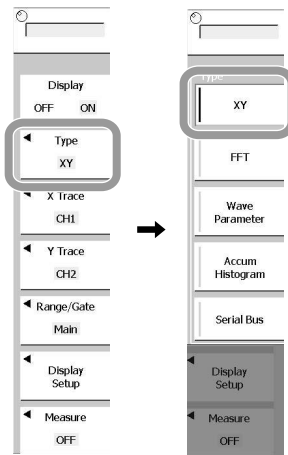 Display
OFF ON
Type
XY
X Trace
CH1
Y Trace
CH2
Range/Gate
Main
Display
Setup
Measure
OFF
Type
XY
FFT
Wave
Parameter
Accum
Histogram
Serial Bus
Display
Setup
Measure
OFF